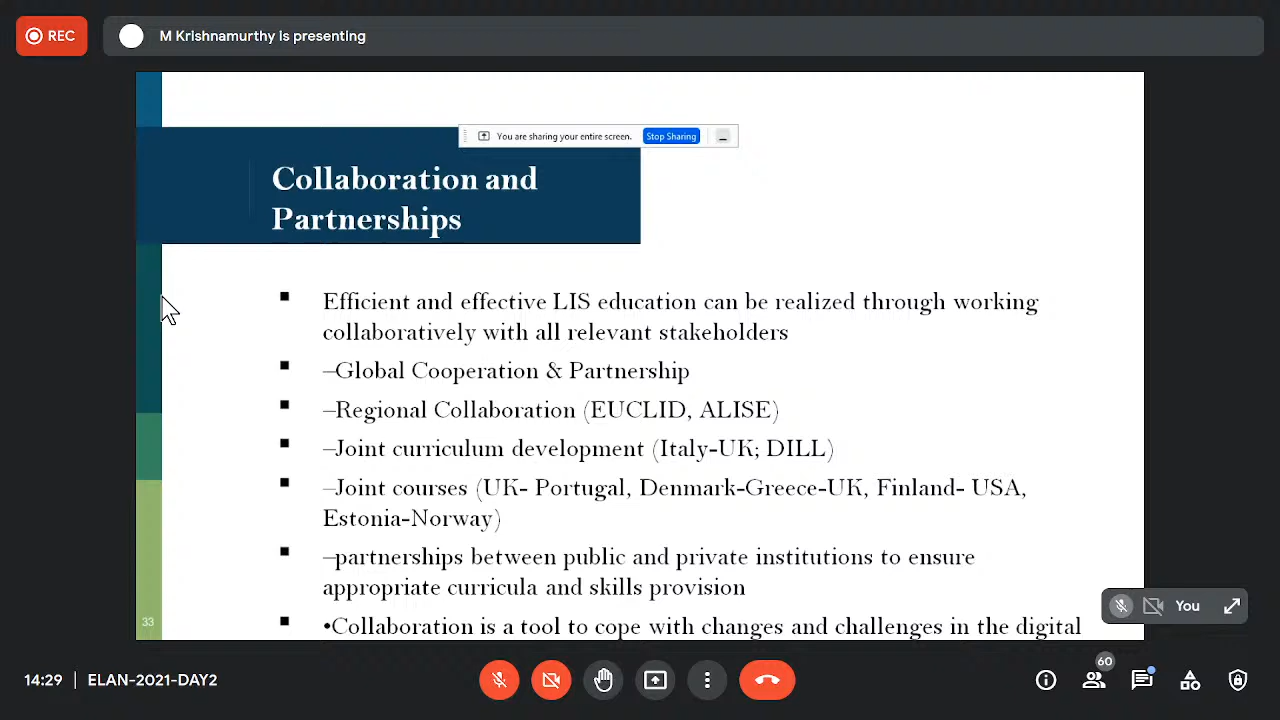 REC
M Krishnamurthy is presenting
You are sharing your entire screen.
Stop Sharing
Collaboration and
Partnerships
▪ Efficient and effective LIS education can be realized through working
collaboratively with all relevant stakeholders
▪ –Global Cooperation & Partnership
▪ –Regional Collaboration (EUCLID, ALISE)
▪ –Joint curriculum development (Italy-UK; DILL)
▪ –Joint courses (UK- Portugal, Denmark-Greece-UK, Finland- USA,
Estonia-Norway)
▪ –partnerships between public and private institutions to ensure
appropriate curricula and skills provision
▪ •Collaboration is a tool to cope with changes and challenges in the digital
33
You
14:29 | ELAN-2021-DAY2
60